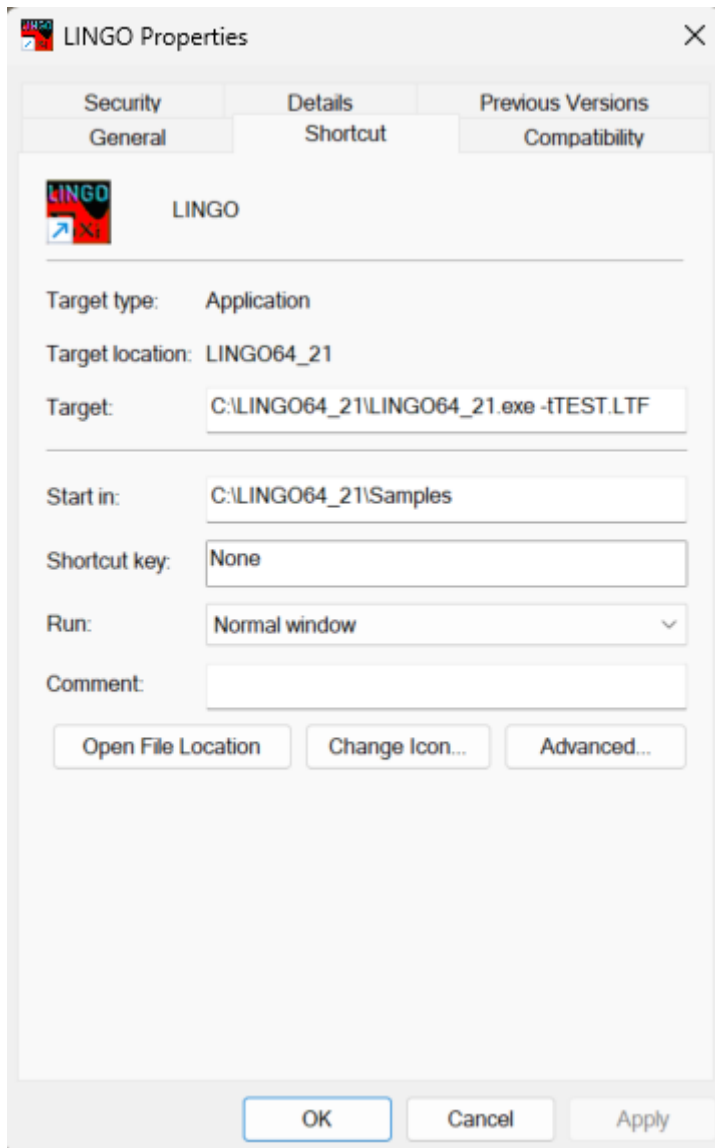 LINGO Properties
Security Details Previous Versions
General Shortcut Compatibility
LINGO
LINGO
Target type: Application
Target location: LINGO64_21
Target: C:\LINGO64_21\LINGO64_21.exe -tTEST.LTF
Start in: C:\LINGO64_21\Samples
Shortcut key: None
Run: Normal window
Comment:
Open File Location Change Icon... Advanced...
OK Cancel Apply